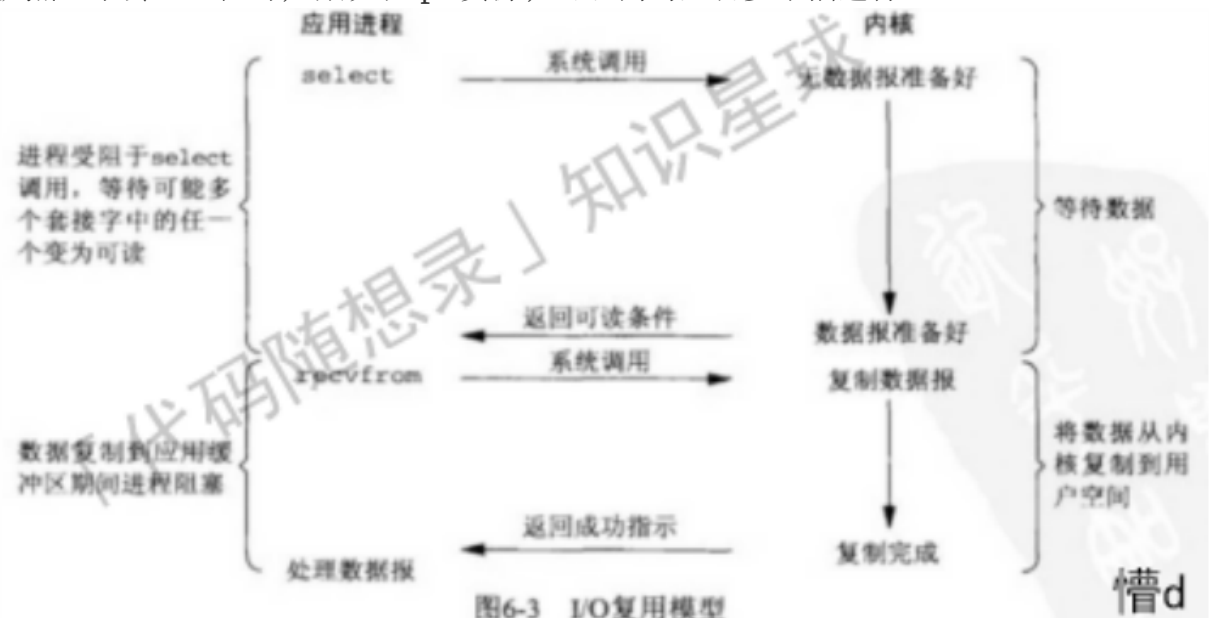 应用进程
内核
select
系统调用
无数据报准备好
进程受阻于select
调用，等待可能多
个套接字中的任一
个变为可读
等待数据
返回可读条件
数据报准备好
recvfrom
系统调用
复制数据报
数据复制到应用缓
冲区期间进程阻塞
将数据从内
核复制到用
户空间
返回成功指示
复制完成
处理数据报
图6-3 I/O复用模型
「代码随想录」知识星球
懵d